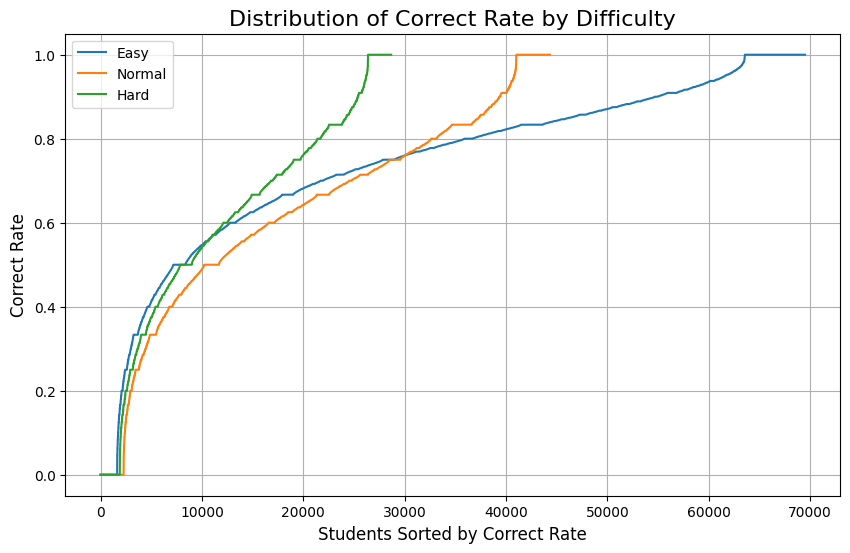 Distribution of Correct Rate by Difficulty
Easy
Normal
Hard
Correct Rate
1.0
0.8
0.6
0.4
0.2
0.0
0 10000 20000 30000 40000 50000 60000 70000
Students Sorted by Correct Rate